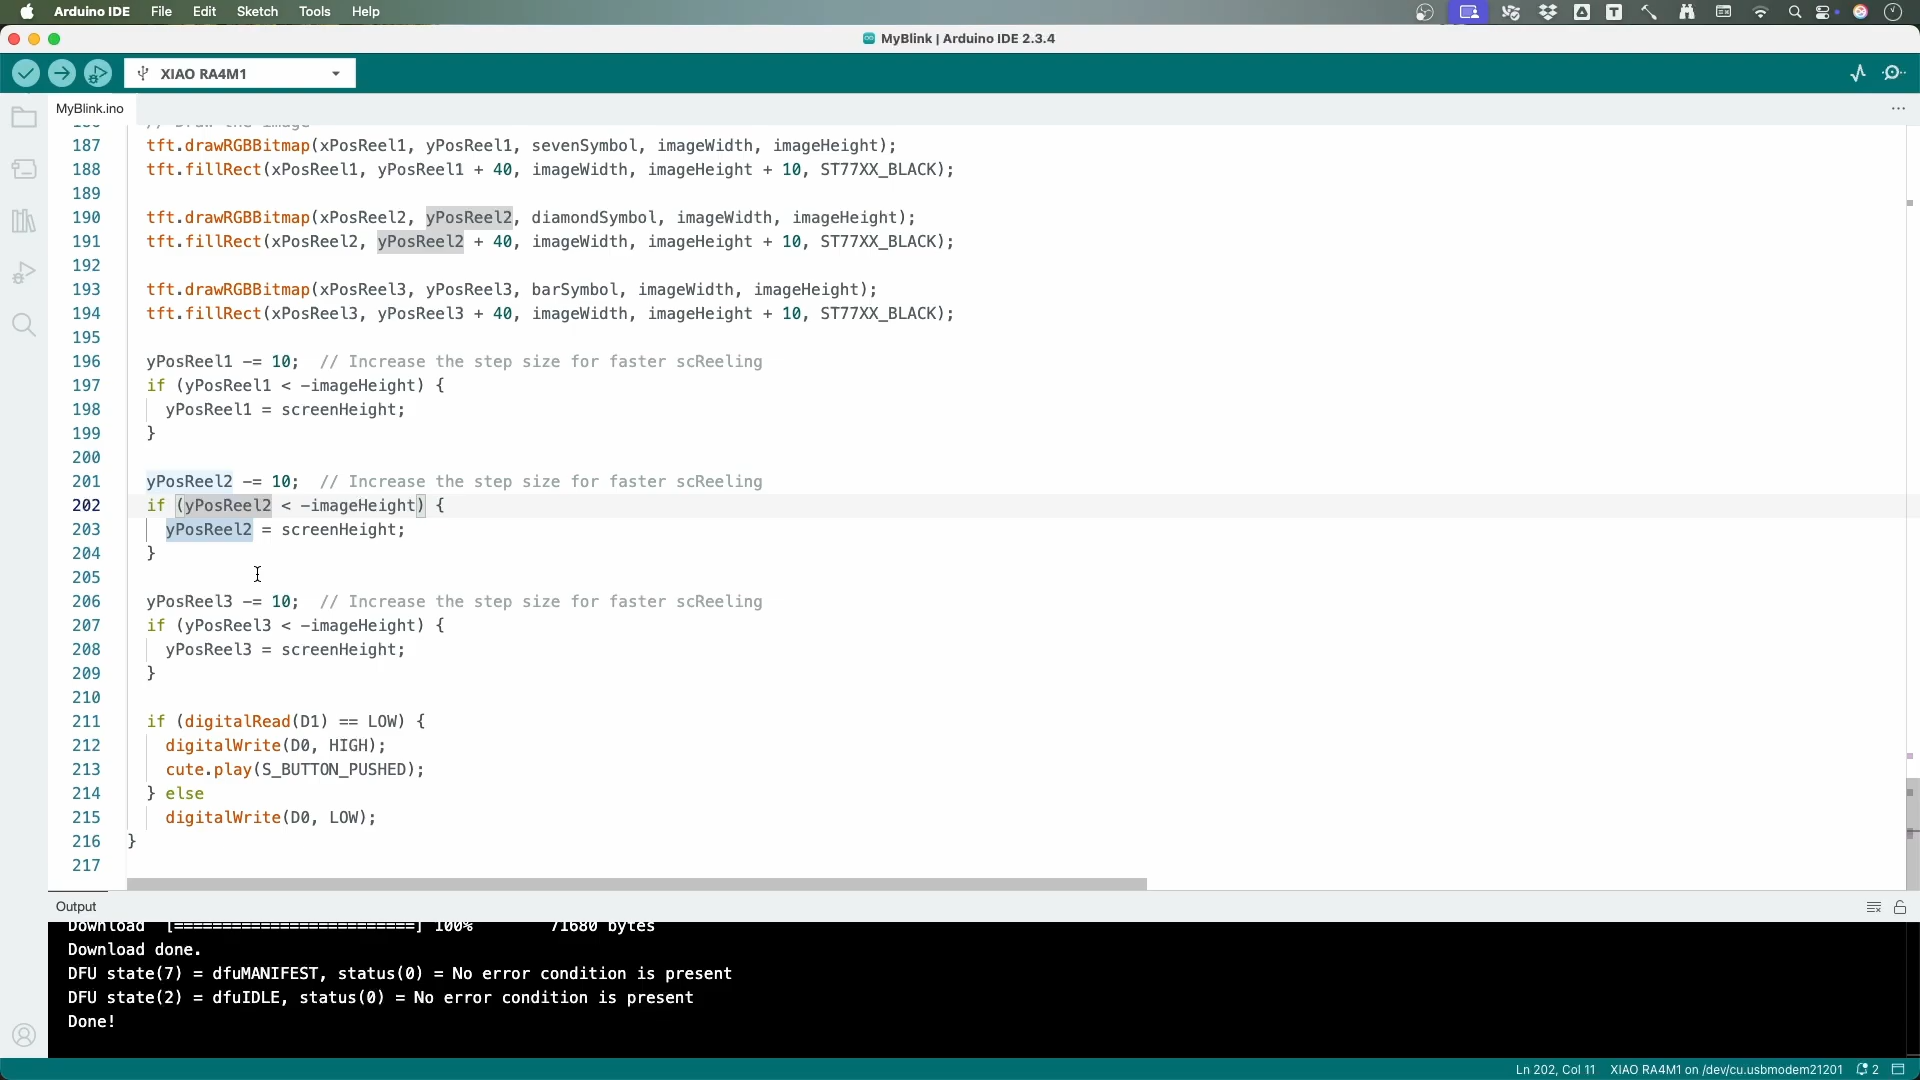 Arduino IDE File Edit Sketch Tools Help
MyBlink | Arduino IDE 2.3.4
XIAO RA4M1
MyBlink.ino
186 // Draw the image
187 tft.drawRGBBitmap(xPosReel1, yPosReel1, sevenSymbol, imageWidth, imageHeight);
188 tft.fillRect(xPosReel1, yPosReel1 + 40, imageWidth, imageHeight + 10, ST77XX_BLACK);
189
190 tft.drawRGBBitmap(xPosReel2, yPosReel2, diamondSymbol, imageWidth, imageHeight);
191 tft.fillRect(xPosReel2, yPosReel2 + 40, imageWidth, imageHeight + 10, ST77XX_BLACK);
192
193 tft.drawRGBBitmap(xPosReel3, yPosReel3, barSymbol, imageWidth, imageHeight);
194 tft.fillRect(xPosReel3, yPosReel3 + 40, imageWidth, imageHeight + 10, ST77XX_BLACK);
195
196 yPosReel1 -= 10; // Increase the step size for faster scReeling
197 if (yPosReel1 < -imageHeight) {
198 yPosReel1 = screenHeight;
199 }
200
201 yPosReel2 -= 10; // Increase the step size for faster scReeling
202 if (yPosReel2 < -imageHeight) {
203 yPosReel2 = screenHeight;
204 }
205
206 yPosReel3 -= 10; // Increase the step size for faster scReeling
207 if (yPosReel3 < -imageHeight) {
208 yPosReel3 = screenHeight;
209 }
210
211 if (digitalRead(D1) == LOW) {
212 digitalWrite(D0, HIGH);
213 cute.play(S_BUTTON_PUSHED);
214 } else
215 digitalWrite(D0, LOW);
216 }
217
Output
Download [=========================] 100% 71680 bytes
Download done.
DFU state(7) = dfuMANIFEST, status(0) = No error condition is present
DFU state(2) = dfuIDLE, status(0) = No error condition is present
Done!
Ln 202, Col 11 XIAO RA4M1 on /dev/cu.usbmodem21201 2